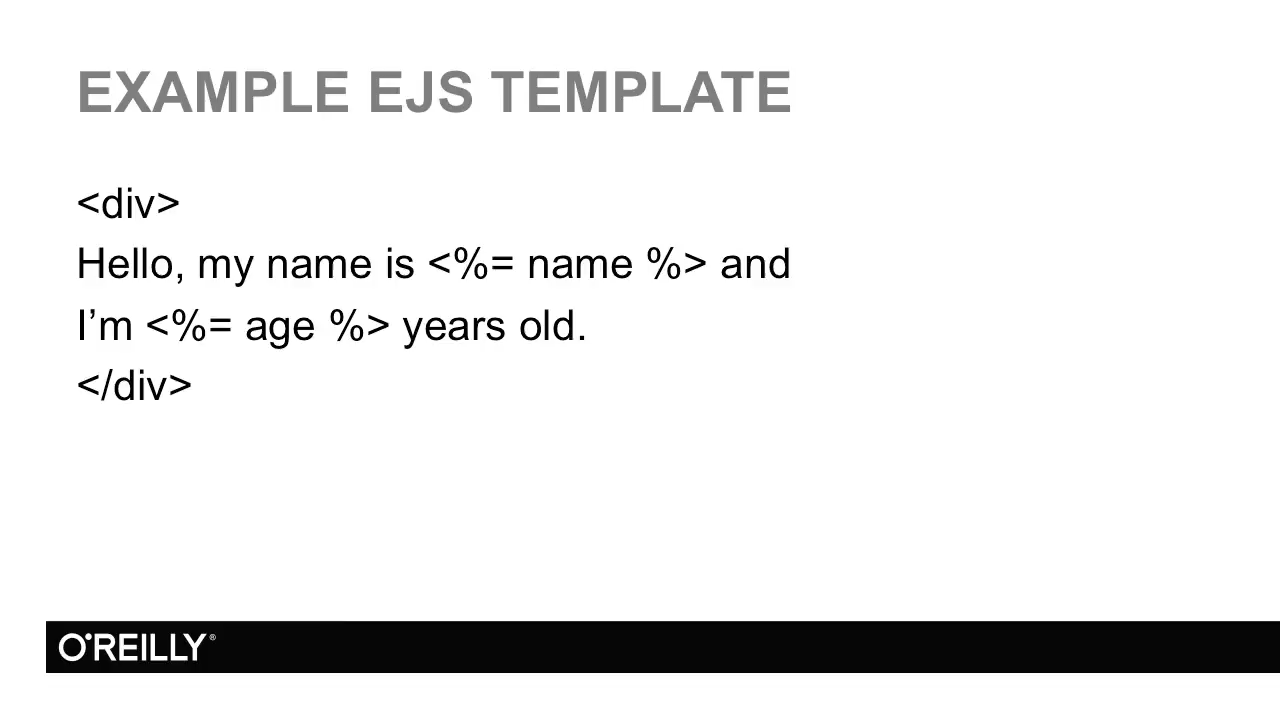 EXAMPLE EJS TEMPLATE
<div>
Hello, my name is <%= name %> and
I’m <%= age %> years old.
</div>
O'REILLY®